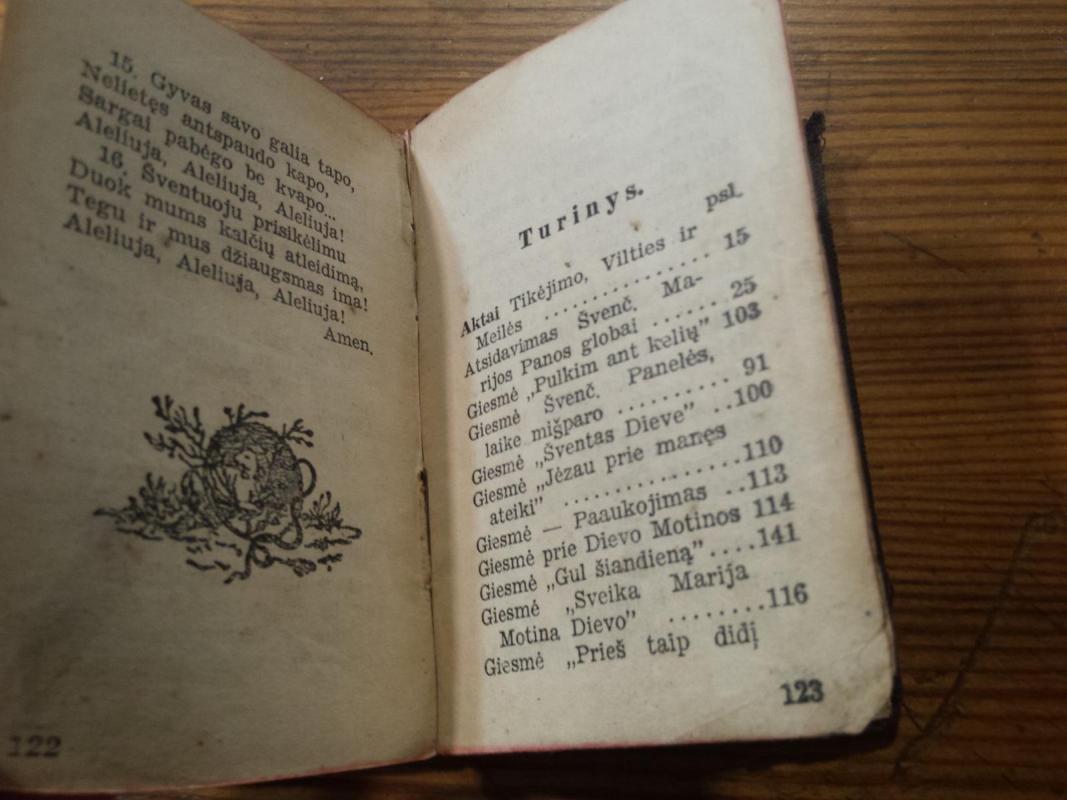 15. Gyvas savo galia tapo,
Nelietęs antspaudo kapo,
Sargai pabėgo be kvapo...
Aleliuja, Aleliuja, Aleliuja!
16. Šventuoju prisikėlimu
Duok mums kalčių atleidimą,
Tegu ir mus džiaugsmas ima!
Aleliuja, Aleliuja, Aleliuja!
Amen.
122
Turinys.
psl.
Aktai Tikėjimo, Vilties ir
Meilės ................ 15
Atsidavimas Švenč. Ma-
rijos Panos globai ...... 25
Giesmė „Pulkim ant kelių” 103
Giesmė Švenč. Panelės,
laike mišparo ......... 91
Giesmė „Šventas Dieve” ..100
Giesmė „Jėzau prie manęs
ateiki” ..............110
Giesmė — Paaukojimas ..113
Giesmė prie Dievo Motinos 114
Giesmė „Gul šiandieną”....141
Giesmė „Sveika Marija
Motina Dievo” ........116
Giesmė „Prieš taip didį
123